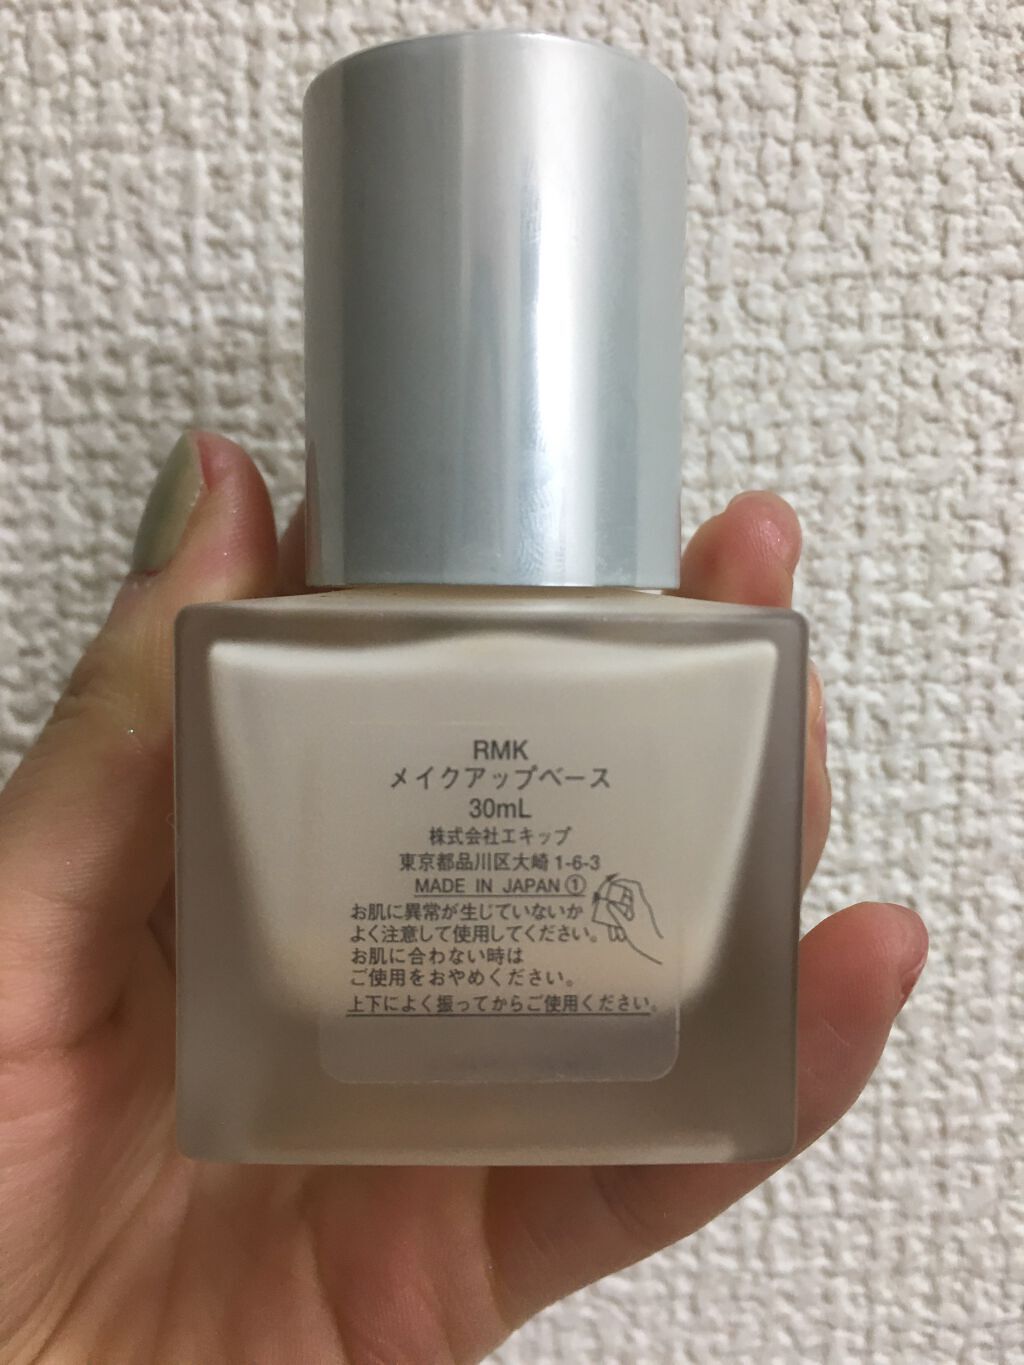 RMK
メイクアップベース
30mL
株式会社エキップ
東京都品川区大崎 1-6-3
MADE IN JAPAN ①
お肌に異常が生じていないか
よく注意して使用してください。
お肌に合わない時は
ご使用をおやめください。
上下によく振ってからご使用ください。